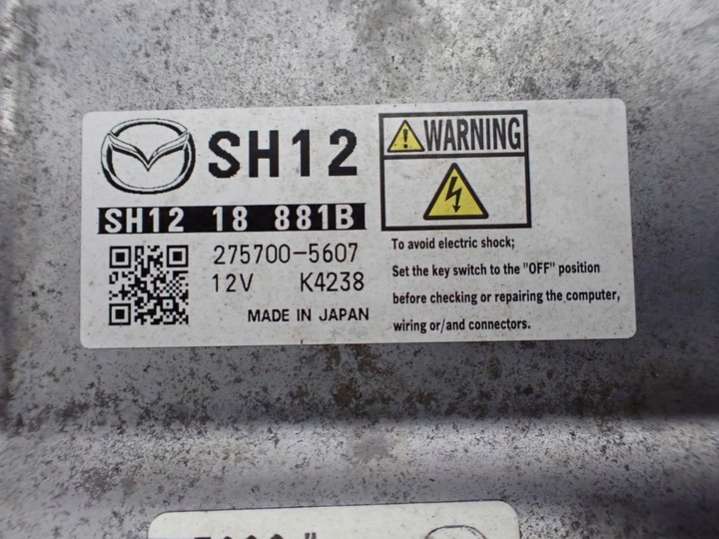 SH12
SH12 18 881B
275700-5607
12V K4238
MADE IN JAPAN
WARNING
To avoid electric shock;
Set the key switch to the "OFF" position
before checking or repairing the computer,
wiring or/and connectors.